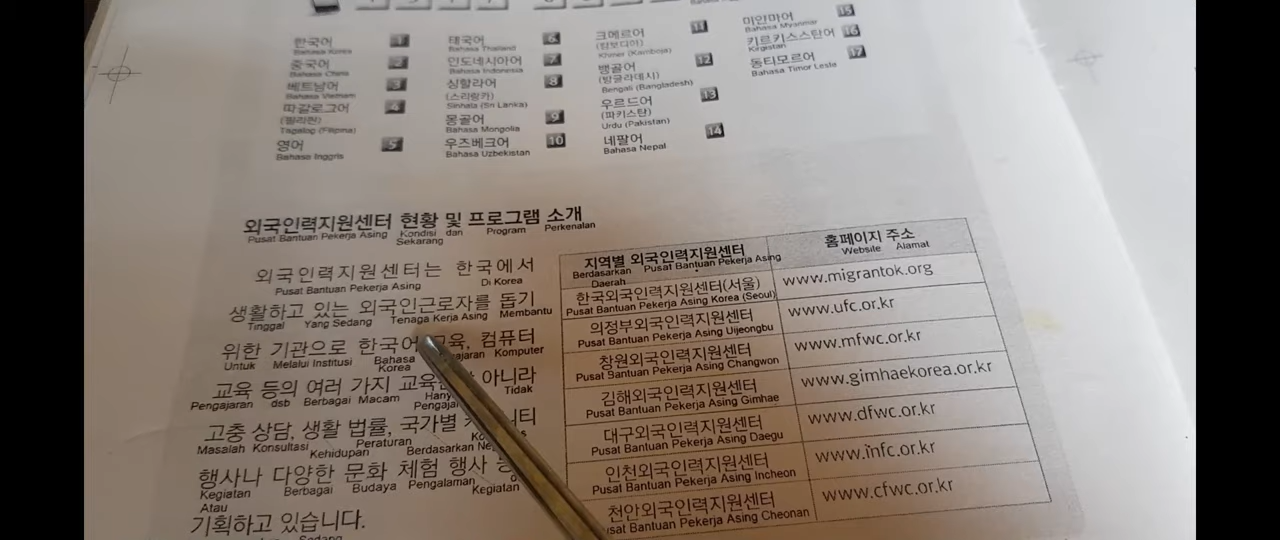 한국어 1
Bahasa Korea
중국어 2
Bahasa China
베트남어 3
Bahasa Vietnam
따갈로그어 4
(필리핀)
Tagalog (Filipina)
영어 5
Bahasa Inggris
태국어 6
Bahasa Thailand
인도네시아어 7
Bahasa Indonesia
싱할라어 8
(스리랑카)
Sinhala (Sri Lanka)
몽골어 9
Bahasa Mongolia
우즈베크어 10
Bahasa Uzbekistan
크메르어 11
(캄보디아)
Khmer (Kamboja)
뱅골어 12
(방글라데시)
Bengali (Bangladesh)
우르드어 13
(파키스탄)
Urdu (Pakistan)
네팔어 14
Bahasa Nepal
미얀마어 15
Bahasa Myanmar
키르키스스탄어 16
Kirgistan
동티모르어 17
Bahasa Timor Leste
외국인력지원센터 현황 및 프로그램 소개
Pusat Bantuan Pekerja Asing Kondisi dan Program Perkenalan
Sekarang
외국인력지원센터는 한국에서
Pusat Bantuan Pekerja Asing Di Korea
생활하고 있는 외국인근로자를 돕기
Tinggal Yang Sedang Tenaga Kerja Asing Membantu
위한 기관으로 한국어 컴퓨터
Untuk Melalui Institusi Bahasa Komputer
Korea
교육 등의 여러 가지 아니라
Pengajaran dsb Berbagai Macam Tidak
고충 상담, 생활 법률, 국가별
Masalah Konsultasi Peraturan
Kehidupan Berdasarkan
행사나 다양한 문화 체험 행사
Kegiatan Berbagai Budaya Pengalaman
Kegiatan
Atau
기획하고 있습니다.
Sedang
지역별 외국인력지원센터 홈페이지 주소
Berdasarkan Pusat Bantuan Pekerja Asing Website Alamat
Daerah
한국외국인력지원센터(서울) www.migrantok.org
Pusat Bantuan Pekerja Asing Korea (Seoul)
의정부외국인력지원센터 www.ufc.or.kr
Pusat Bantuan Pekerja Asing Uijeongbu
창원외국인력지원센터 www.mfwc.or.kr
Pusat Bantuan Pekerja Asing Changwon
김해외국인력지원센터 www.gimhaekorea.or.kr
Pusat Bantuan Pekerja Asing Gimhae
대구외국인력지원센터 www.dfwc.or.kr
Pusat Bantuan Pekerja Asing Daegu
인천외국인력지원센터 www.infc.or.kr
Pusat Bantuan Pekerja Asing Incheon
천안외국인력지원센터 www.cfwc.or.kr
Bantuan Pekerja Asing Cheonan